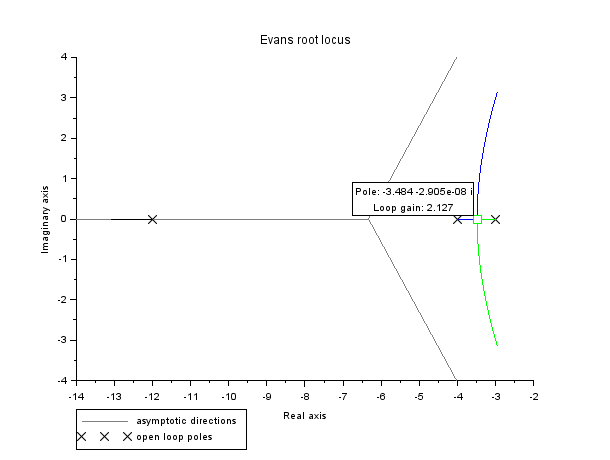 Evans root locus
4
3
2
1
0
-1
-2
-3
-4
Imaginary axis
Pole: -3.484 -2.905e-08 i
Loop gain: 2.127
-14 -13 -12 -11 -10 -9 -8 -7 -6 -5 -4 -3 -2
Real axis
asymptotic directions
open loop poles